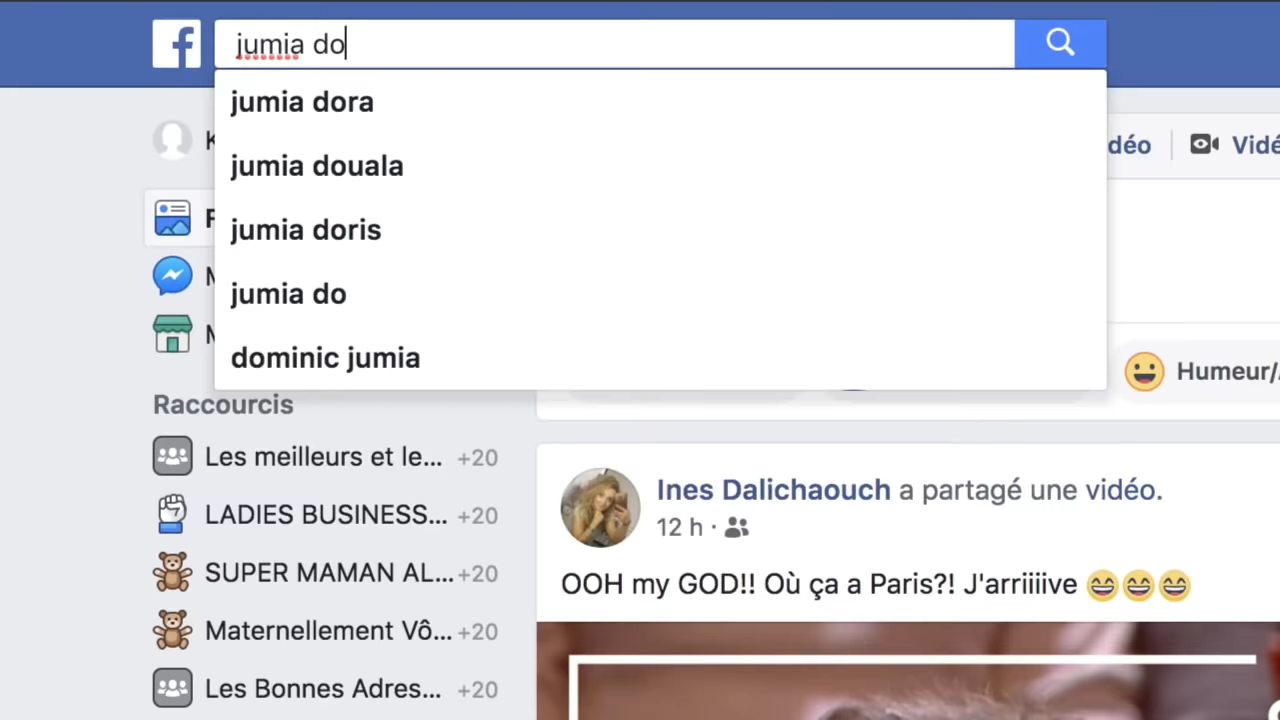 f jumia do
jumia dora
jumia douala
jumia doris
jumia do
dominic jumia
K
F
M
M
déo
Vidé
Humeur/
Raccourcis
Les meilleurs et le... +20
LADIES BUSINESS... +20
SUPER MAMAN AL... +20
Maternellement Vô... +20
Les Bonnes Adres... +20
Ines Dalichaouch a partagé une vidéo.
12 h ·
OOH my GOD!! Où ça a Paris?! J'arriiiive 😄😄😄